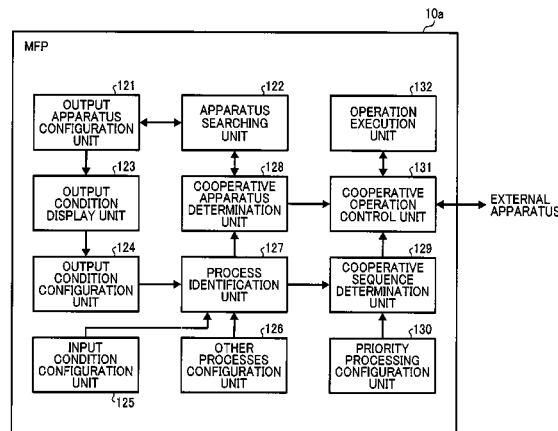 10a
MFP
121
OUTPUT
APPARATUS
CONFIGURATION
UNIT
122
APPARATUS
SEARCHING
UNIT
132
OPERATION
EXECUTION
UNIT
123
OUTPUT
CONDITION
DISPLAY UNIT
128
COOPERATIVE
APPARATUS
DETERMINATION
UNIT
131
COOPERATIVE
OPERATION
CONTROL UNIT
EXTERNAL
APPARATUS
124
OUTPUT
CONDITION
CONFIGURATION
UNIT
127
PROCESS
IDENTIFICATION
UNIT
129
COOPERATIVE
SEQUENCE
DETERMINATION
UNIT
INPUT
CONDITION
CONFIGURATION
UNIT
125
126
OTHER
PROCESSES
CONFIGURATION
UNIT
130
PRIORITY
PROCESSING
CONFIGURATION
UNIT